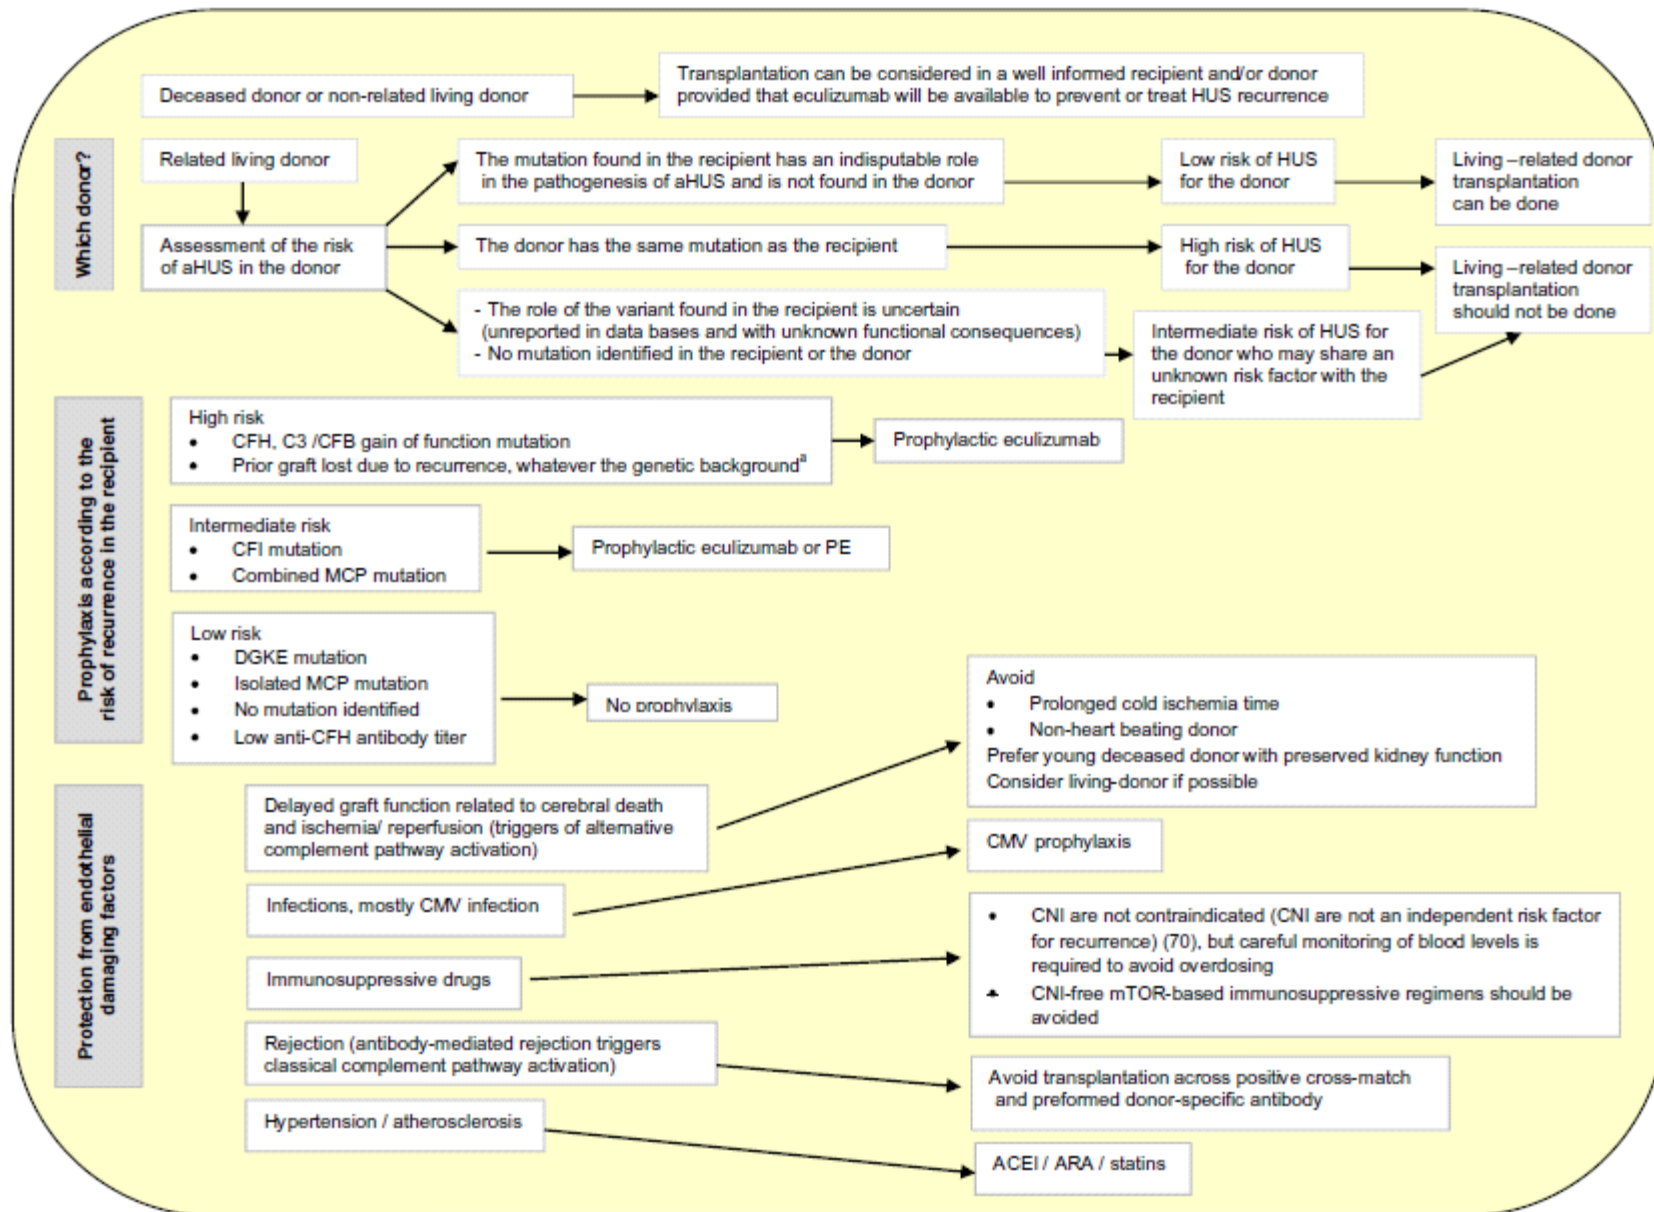 Deceased donor or non-related living donor
Transplantation can be considered in a well informed recipient and/or donor
provided that eculizumab will be available to prevent or treat HUS recurrence
Which donor?
Related living donor
Assessment of the risk
of aHUS in the donor
The mutation found in the recipient has an indisputable role
in the pathogenesis of aHUS and is not found in the donor
Low risk of HUS
for the donor
Living –related donor
transplantation
can be done
The donor has the same mutation as the recipient
High risk of HUS
for the donor
Living –related donor
transplantation
should not be done
- The role of the variant found in the recipient is uncertain
(unreported in data bases and with unknown functional consequences)
- No mutation identified in the recipient or the donor
Intermediate risk of HUS for
the donor who may share an
unknown risk factor with the
recipient
Prophylaxis according to the
risk of recurrence in the recipient
High risk
• CFH, C3 /CFB gain of function mutation
• Prior graft lost due to recurrence, whatever the genetic backgroundª
Prophylactic eculizumab
Intermediate risk
• CFI mutation
• Combined MCP mutation
Prophylactic eculizumab or PE
Low risk
• DGKE mutation
• Isolated MCP mutation
• No mutation identified
• Low anti-CFH antibody titer
No prophylaxis
Protection from endothelial
damaging factors
Delayed graft function related to cerebral death
and ischemia/ reperfusion (triggers of alternative
complement pathway activation)
Avoid
• Prolonged cold ischemia time
• Non-heart beating donor
Prefer young deceased donor with preserved kidney function
Consider living-donor if possible
Infections, mostly CMV infection
CMV prophylaxis
Immunosuppressive drugs
• CNI are not contraindicated (CNI are not an independent risk factor
for recurrence) (70), but careful monitoring of blood levels is
required to avoid overdosing
• CNI-free mTOR-based immunosuppressive regimens should be
avoided
Rejection (antibody-mediated rejection triggers
classical complement pathway activation)
Avoid transplantation across positive cross-match
and preformed donor-specific antibody
Hypertension / atherosclerosis
ACEI / ARA / statins